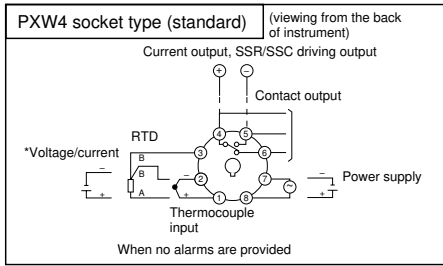 PXW4 socket type (standard)
(viewing from the back
of instrument)
Current output, SSR/SSC driving output
+ −
Contact output
4 5
RTD
*Voltage/current
B
3
6
−
B
−
2
7
~
−
Power supply
+
A
+
1
8
+
Thermocouple
input
When no alarms are provided